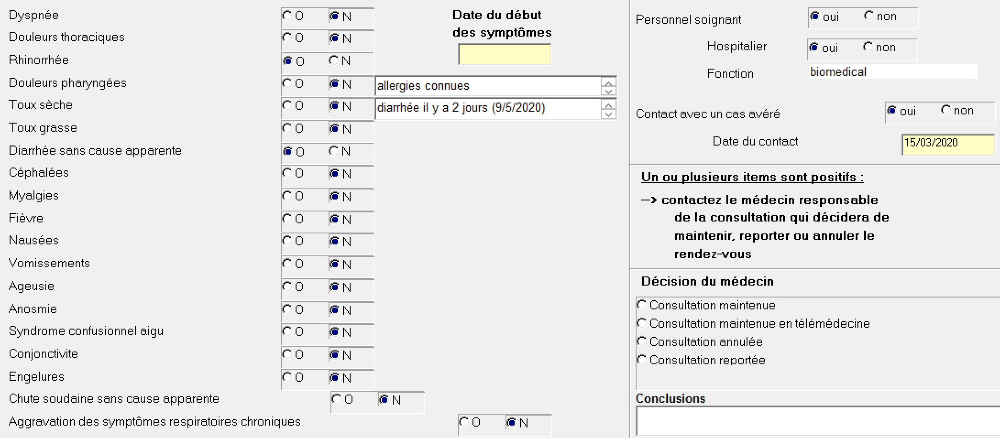 Dyspnée O N
Douleurs thoraciques O N
Rhinorrhée O N
Douleurs pharyngées O N
Toux sèche O N
Toux grasse O N
Diarrhée sans cause apparente O N
Céphalées O N
Myalgies O N
Fièvre O N
Nausées O N
Vomissements O N
Ageusie O N
Anosmie O N
Syndrome confusionnel aigu O N
Conjonctivite O N
Engelures O N
Chute soudaine sans cause apparente O N
Aggravation des symptômes respiratoires chroniques O N
Date du début
des symptômes
allergies connues
diarrhée il y a 2 jours (9/5/2020)
Personnel soignant oui non
Hospitalier oui non
Fonction biomedical
Contact avec un cas avéré oui non
Date du contact 15/03/2020
Un ou plusieurs items sont positifs :
--> contactez le médecin responsable
de la consultation qui décidera de
maintenir, reporter ou annuler le
rendez-vous
Décision du médecin
Consultation maintenue
Consultation maintenue en télémédecine
Consultation annulée
Consultation reportée
Conclusions